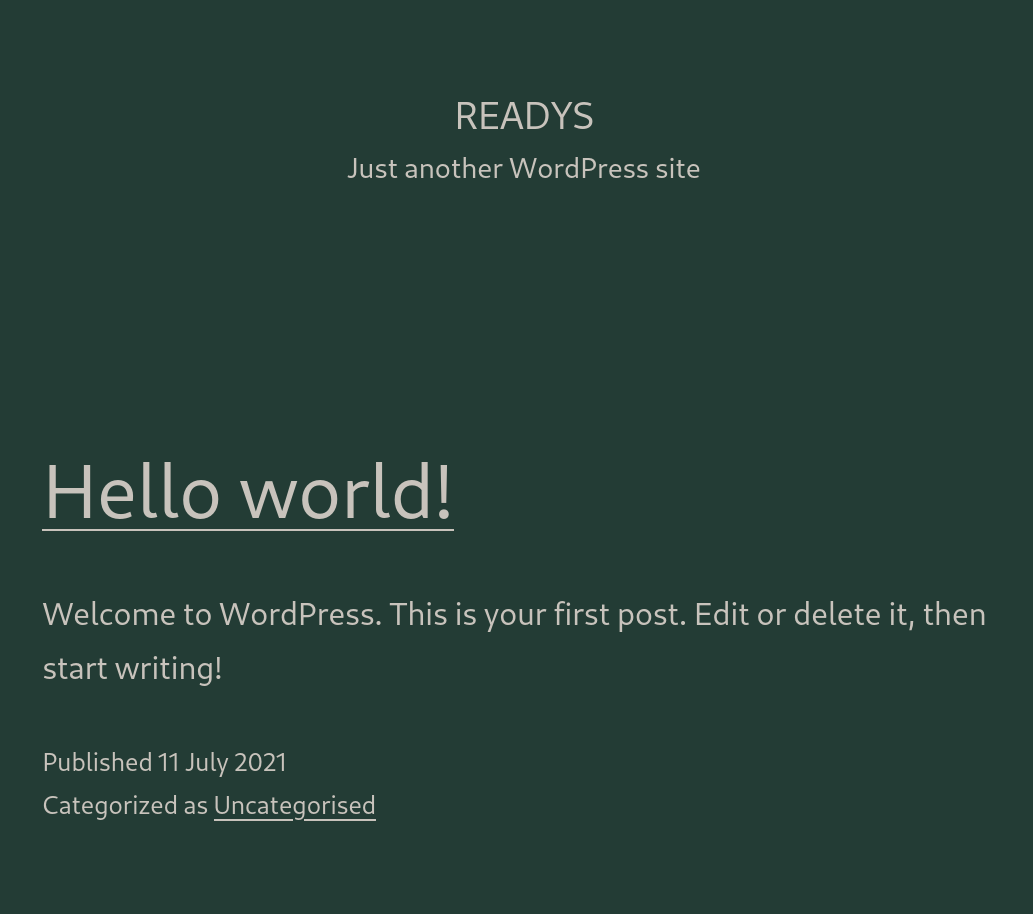 READYS
Just another WordPress site
Hello world!
Welcome to WordPress. This is your first post. Edit or delete it, then
start writing!
Published 11 July 2021
Categorized as Uncategorised